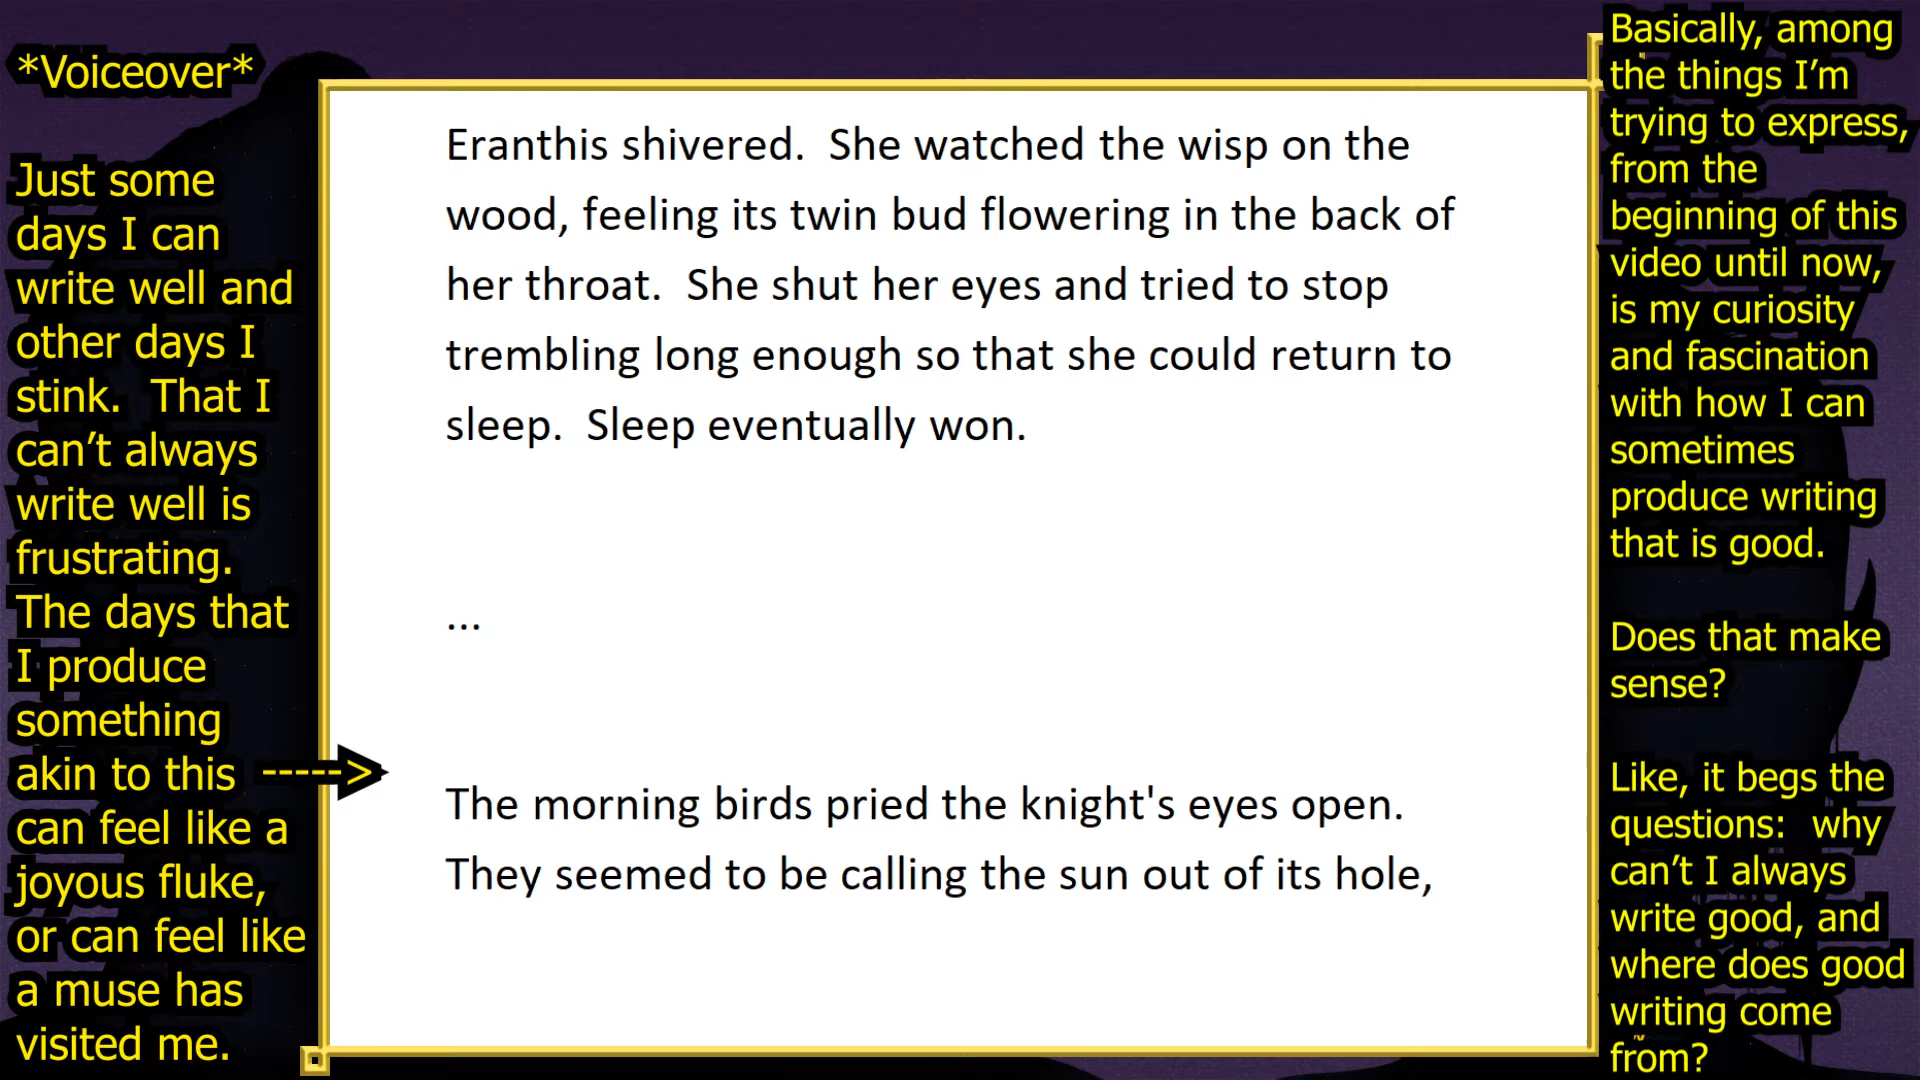 *Voiceover*
Just some
days I can
write well and
other days I
stink.  That I
can’t always
write well is
frustrating.
The days that
I produce
something
akin to this ----->
can feel like a
joyous fluke,
or can feel like
a muse has
visited me.
Eranthis shivered.  She watched the wisp on the
wood, feeling its twin bud flowering in the back of
her throat.  She shut her eyes and tried to stop
trembling long enough so that she could return to
sleep.  Sleep eventually won.
...
The morning birds pried the knight's eyes open.
They seemed to be calling the sun out of its hole,
Basically, among
the things I’m
trying to express,
from the
beginning of this
video until now,
is my curiosity
and fascination
with how I can
sometimes
produce writing
that is good.
Does that make
sense?
Like, it begs the
questions:  why
can’t I always
write good, and
where does good
writing come
from?